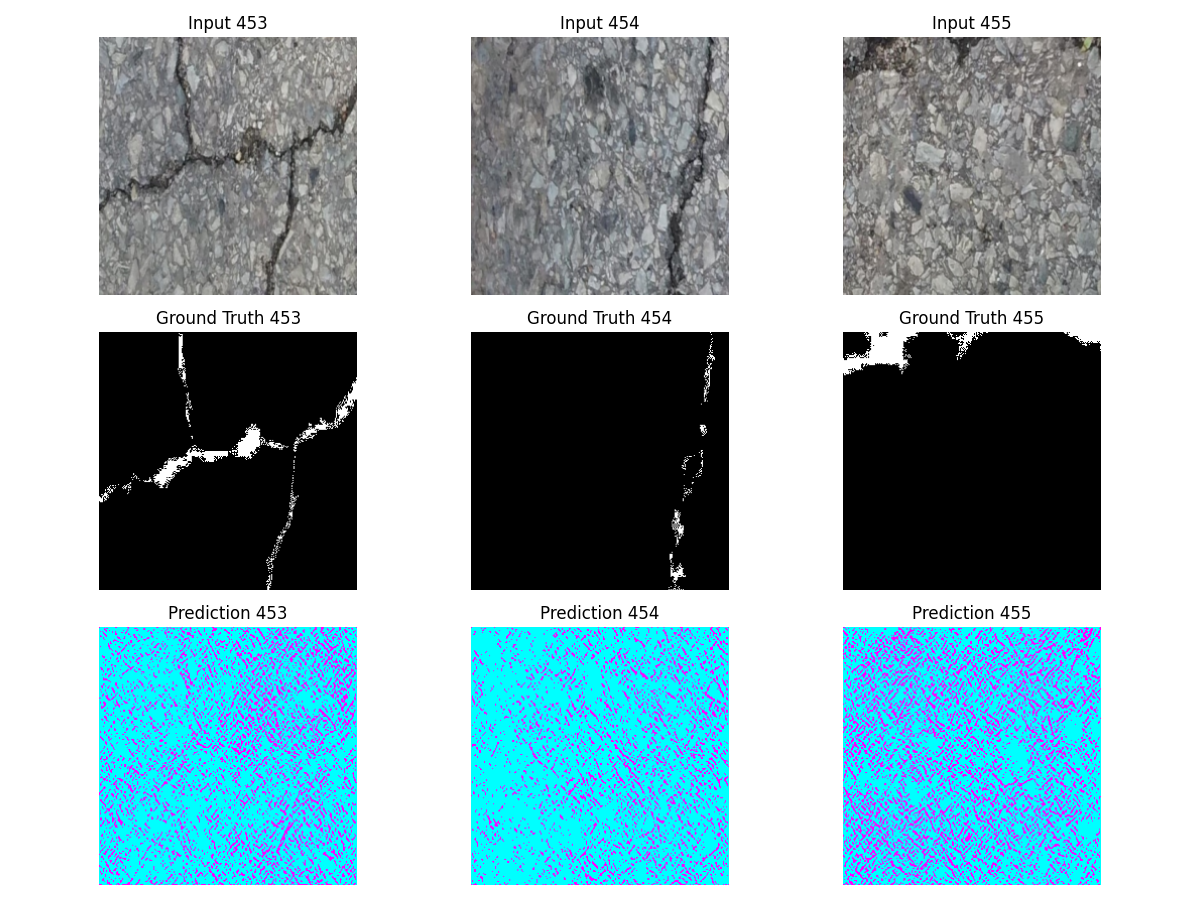 Input 453
Input 454
Input 455
Ground Truth 453
Ground Truth 454
Ground Truth 455
Prediction 453
Prediction 454
Prediction 455